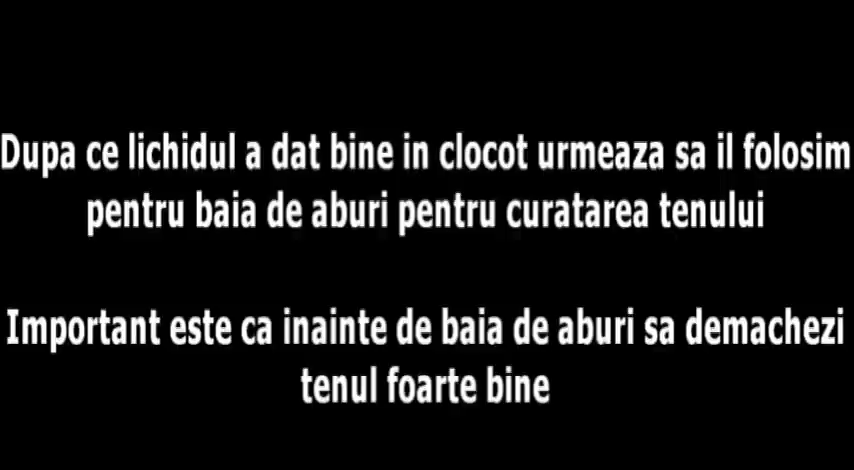 Dupa ce lichidul a dat bine in clocot urmeaza sa il folosim
pentru baia de aburi pentru curatarea tenului
Important este ca inainte de baia de aburi sa demachezi
tenul foarte bine